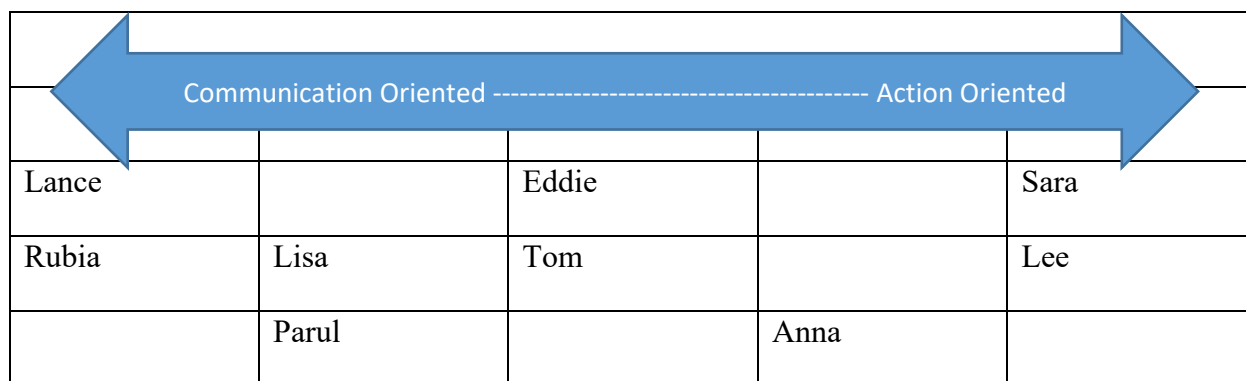 Communication Oriented ------------------------------------------ Action Oriented
Lance Eddie Sara
Rubia Lisa Tom Lee
Parul Anna